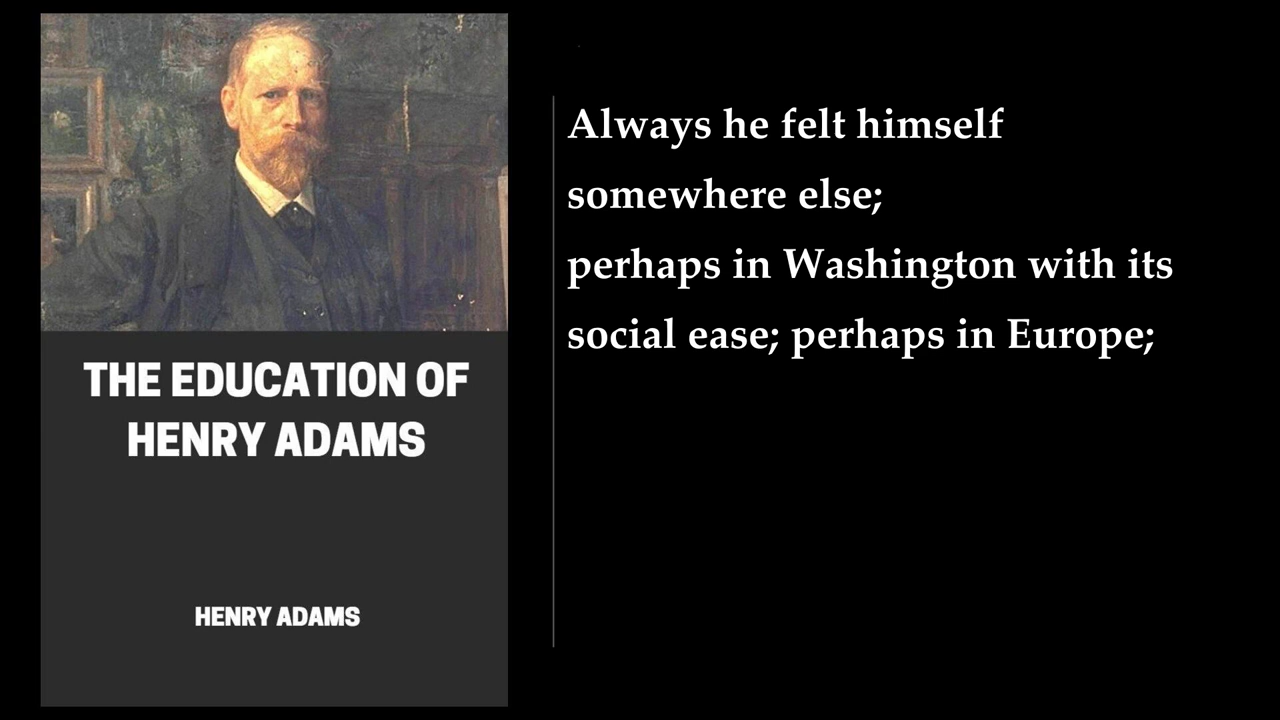 THE EDUCATION OF
HENRY ADAMS
HENRY ADAMS
Always he felt himself
somewhere else;
perhaps in Washington with its
social ease; perhaps in Europe;